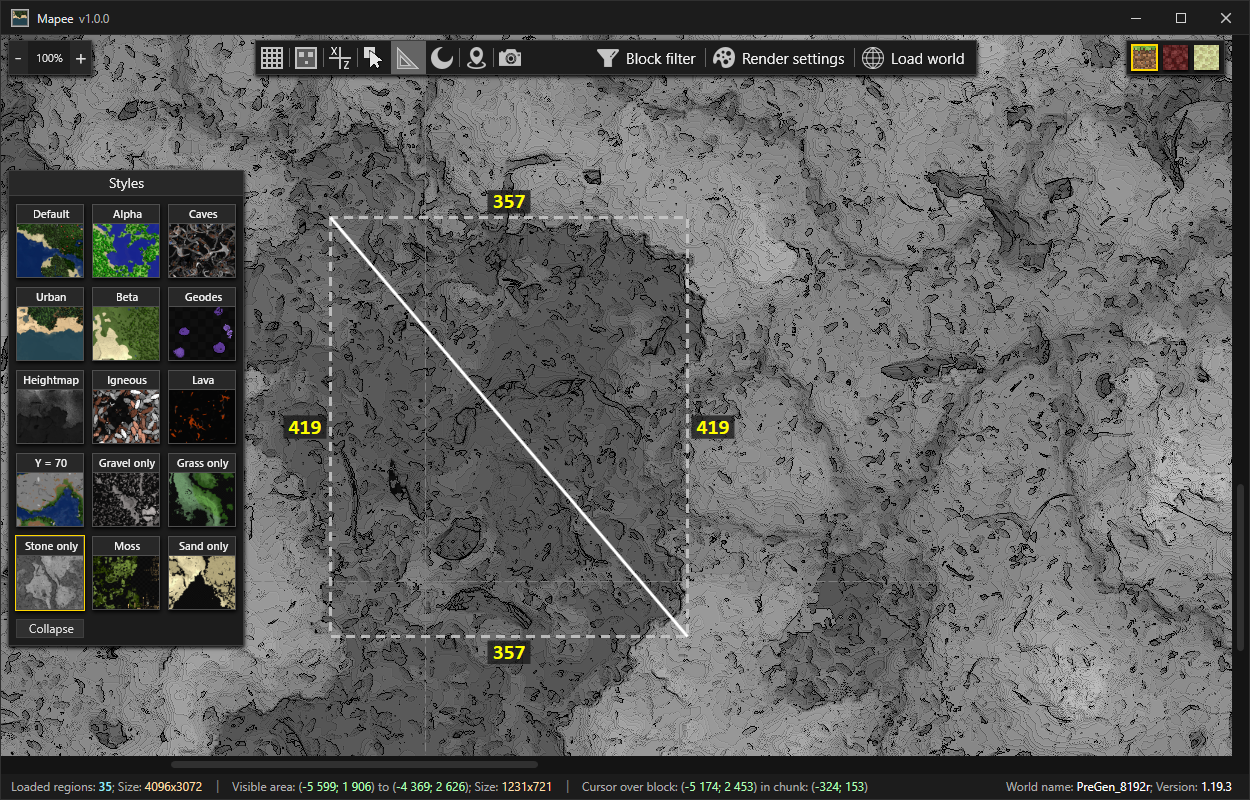 Mapee v1.0.0
- 100% +
X
Z
Block filter
Render settings
Load world
Styles
Default Alpha Caves
Urban Beta Geodes
Heightmap Igneous Lava
Y = 70 Gravel only Grass only
Stone only Moss Sand only
Collapse
357
419
419
357
Loaded regions: 35; Size: 4096x3072 | Visible area: (-5 599; 1 906) to (-4 369; 2 626); Size: 1231x721 | Cursor over block: (-5 174; 2 453) in chunk: (-324; 153) World name: PreGen_8192r; Version: 1.19.3